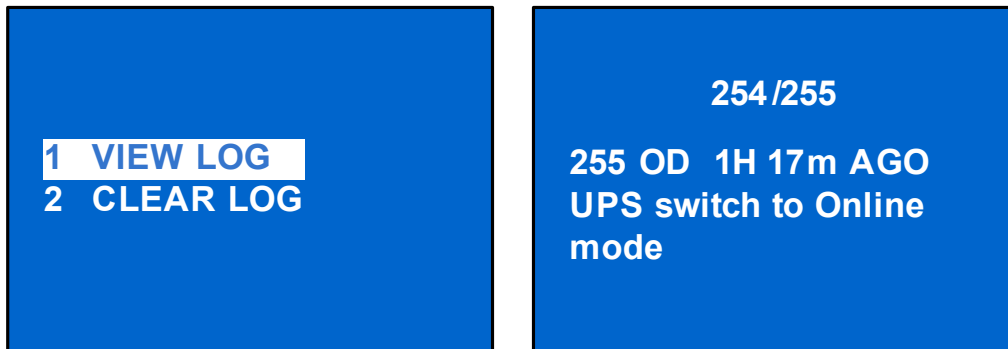 1 VIEW LOG
2 CLEAR LOG
254/255
255 OD 1H 17m AGO
UPS switch to Online
mode